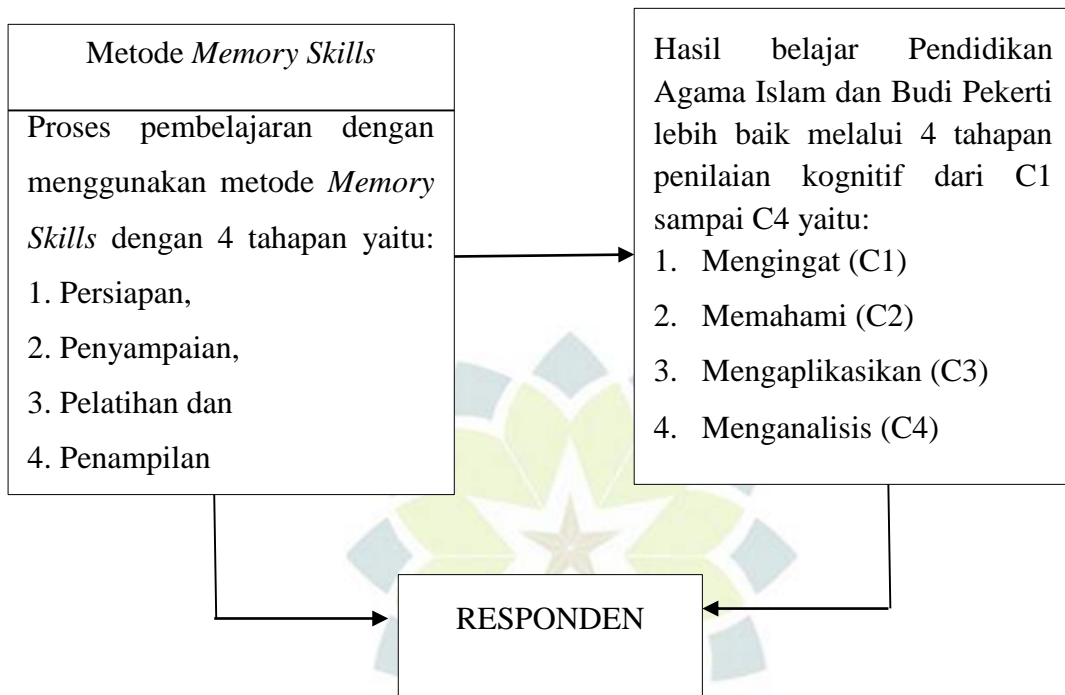 Metode Memory Skills
Proses pembelajaran dengan
menggunakan metode Memory
Skills dengan 4 tahapan yaitu:
1. Persiapan,
2. Penyampaian,
3. Pelatihan dan
4. Penampilan
Hasil belajar Pendidikan
Agama Islam dan Budi Pekerti
lebih baik melalui 4 tahapan
penilaian kognitif dari C1
sampai C4 yaitu:
1. Mengingat (C1)
2. Memahami (C2)
3. Mengaplikasikan (C3)
4. Menganalisis (C4)
RESPONDEN